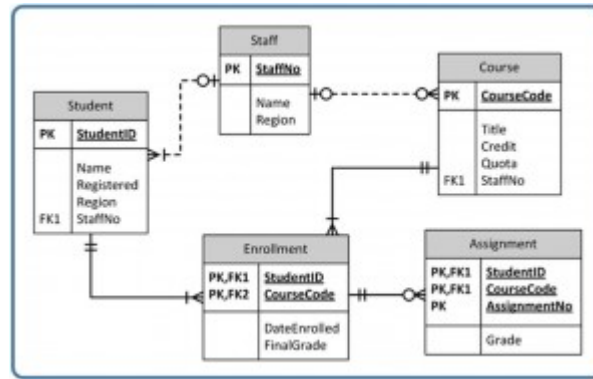 Staff
PK StaffNo
Name
Region
Course
PK CourseCode
Title
Credit
Quota
FK1 StaffNo
Student
PK StudentID
Name
Registered
Region
FK1 StaffNo
Enrollment
PK,FK1 StudentID
PK,FK2 CourseCode
DateEnrolled
FinalGrade
Assignment
PK,FK1 StudentID
PK,FK1 CourseCode
PK AssignmentNo
Grade